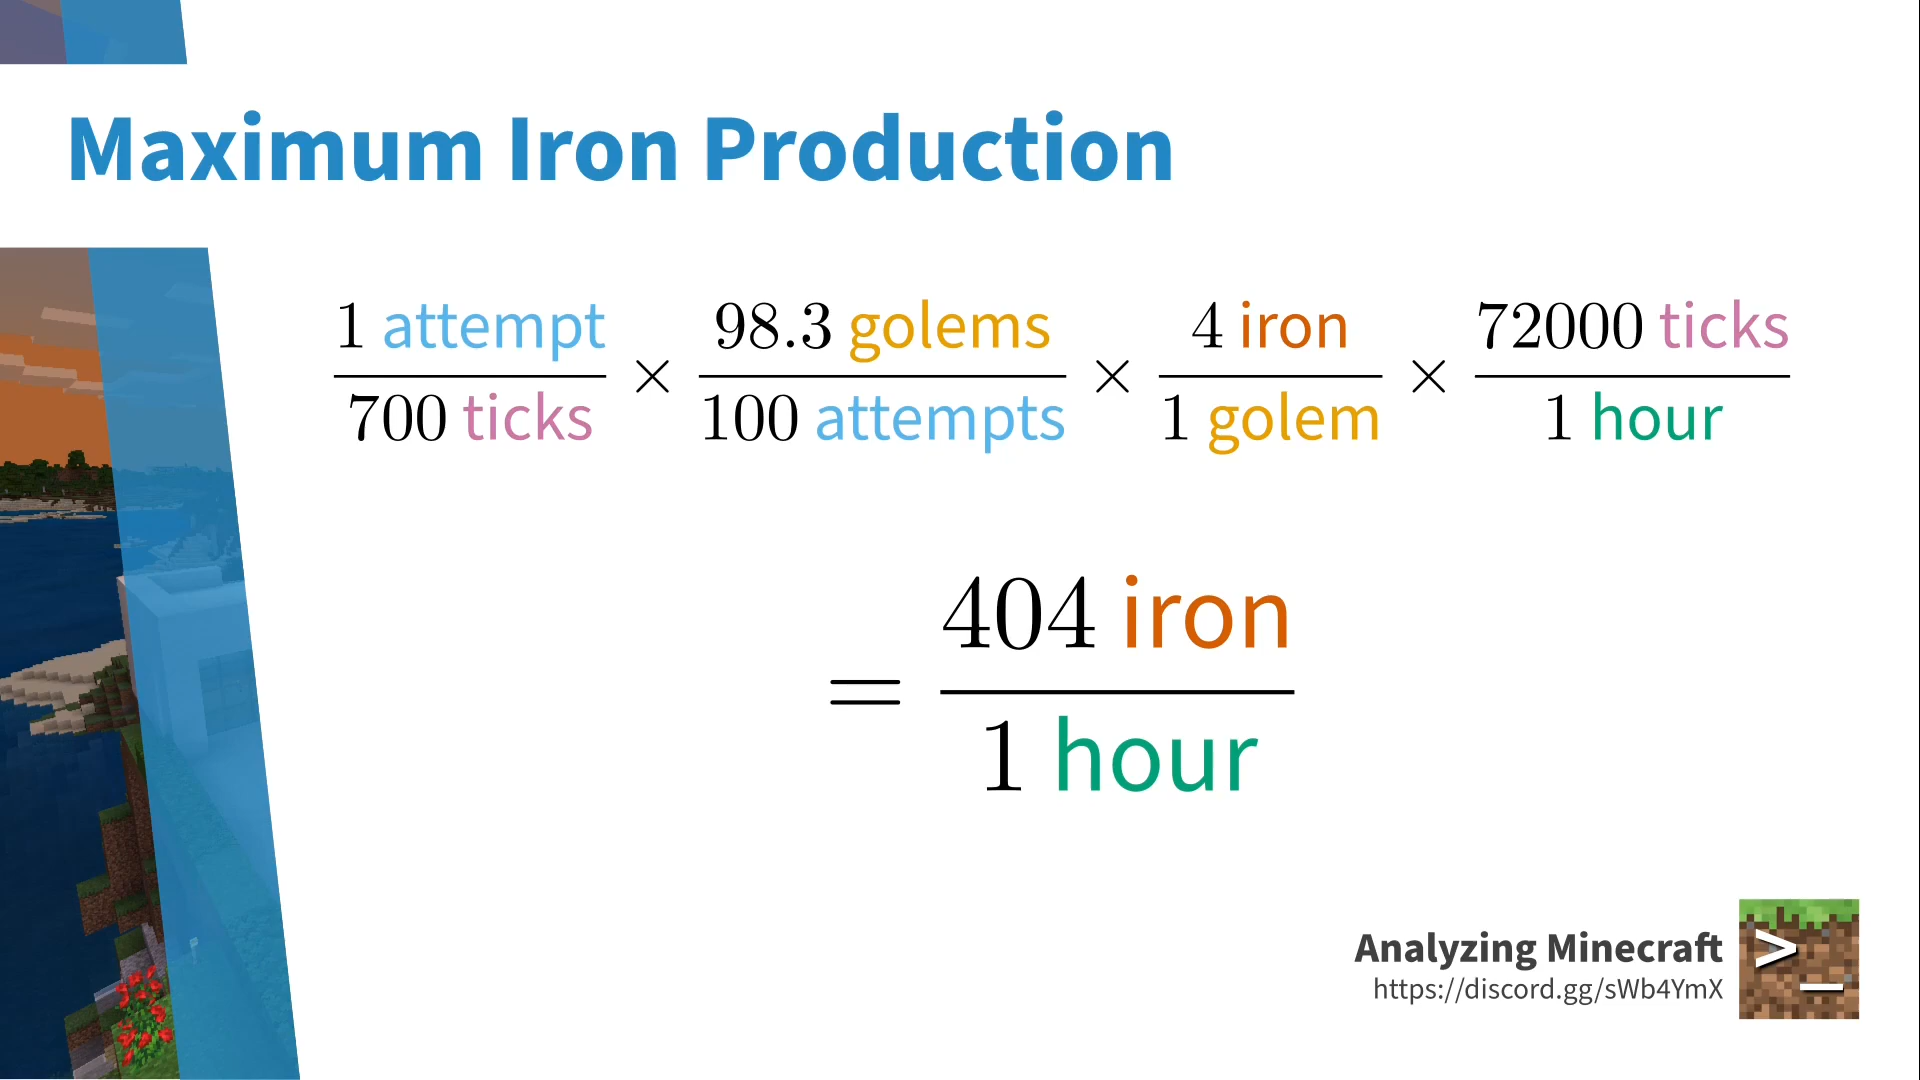 Maximum Iron Production
1 attempt / 700 ticks × 98.3 golems / 100 attempts × 4 iron / 1 golem × 72000 ticks / 1 hour
= 404 iron / 1 hour
Analyzing Minecraft
https://discord.gg/sWb4YmX
>_